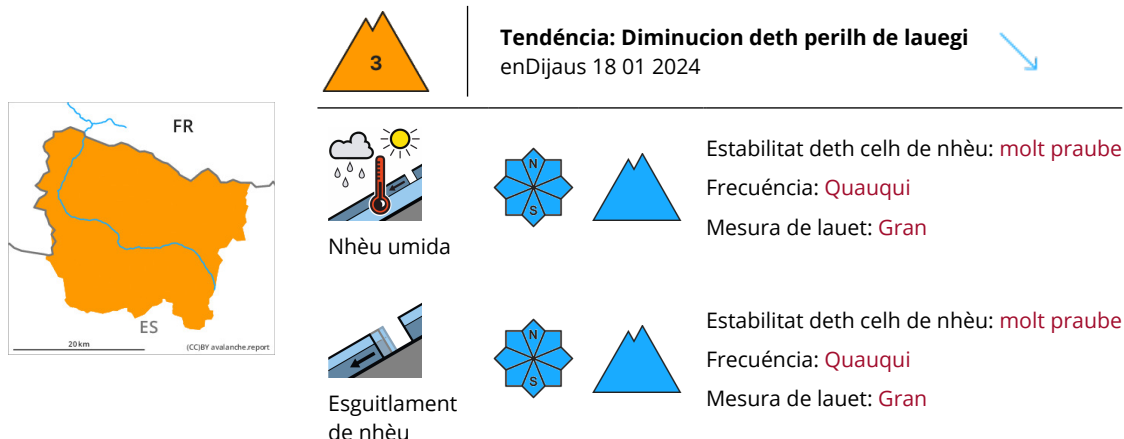 3
Tendéncia: Diminucion deth perilh de lauegi
enDijaus 18 01 2024
FR
ES
20 km
(CC)BY avalanche.report
N
S
Nhèu umida
Estabilitat deth celh de nhèu: molt praube
Frecuéncia: Quauqui
Mesura de lauet: Gran
N
S
Esguitlament
de nhèu
Estabilitat deth celh de nhèu: molt praube
Frecuéncia: Quauqui
Mesura de lauet: Gran